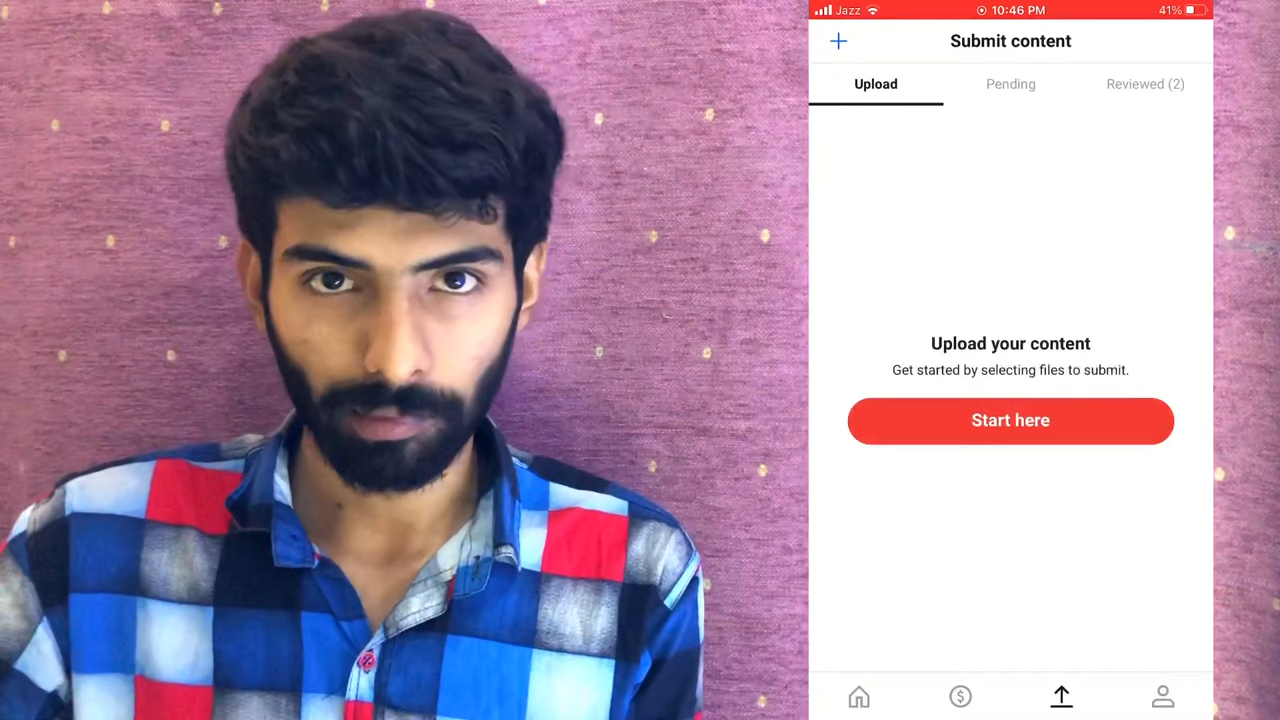 Jazz 10:46 PM 41%
Submit content
Upload Pending Reviewed (2)
Upload your content
Get started by selecting files to submit.
Start here